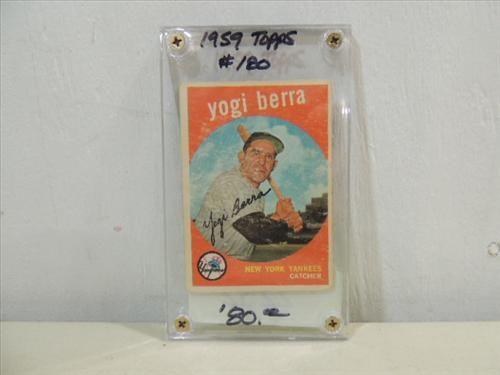 1959 TOPPS
#180
yogi berra
Yogi Berra
NEW YORK YANKEES
CATCHER
$80.00